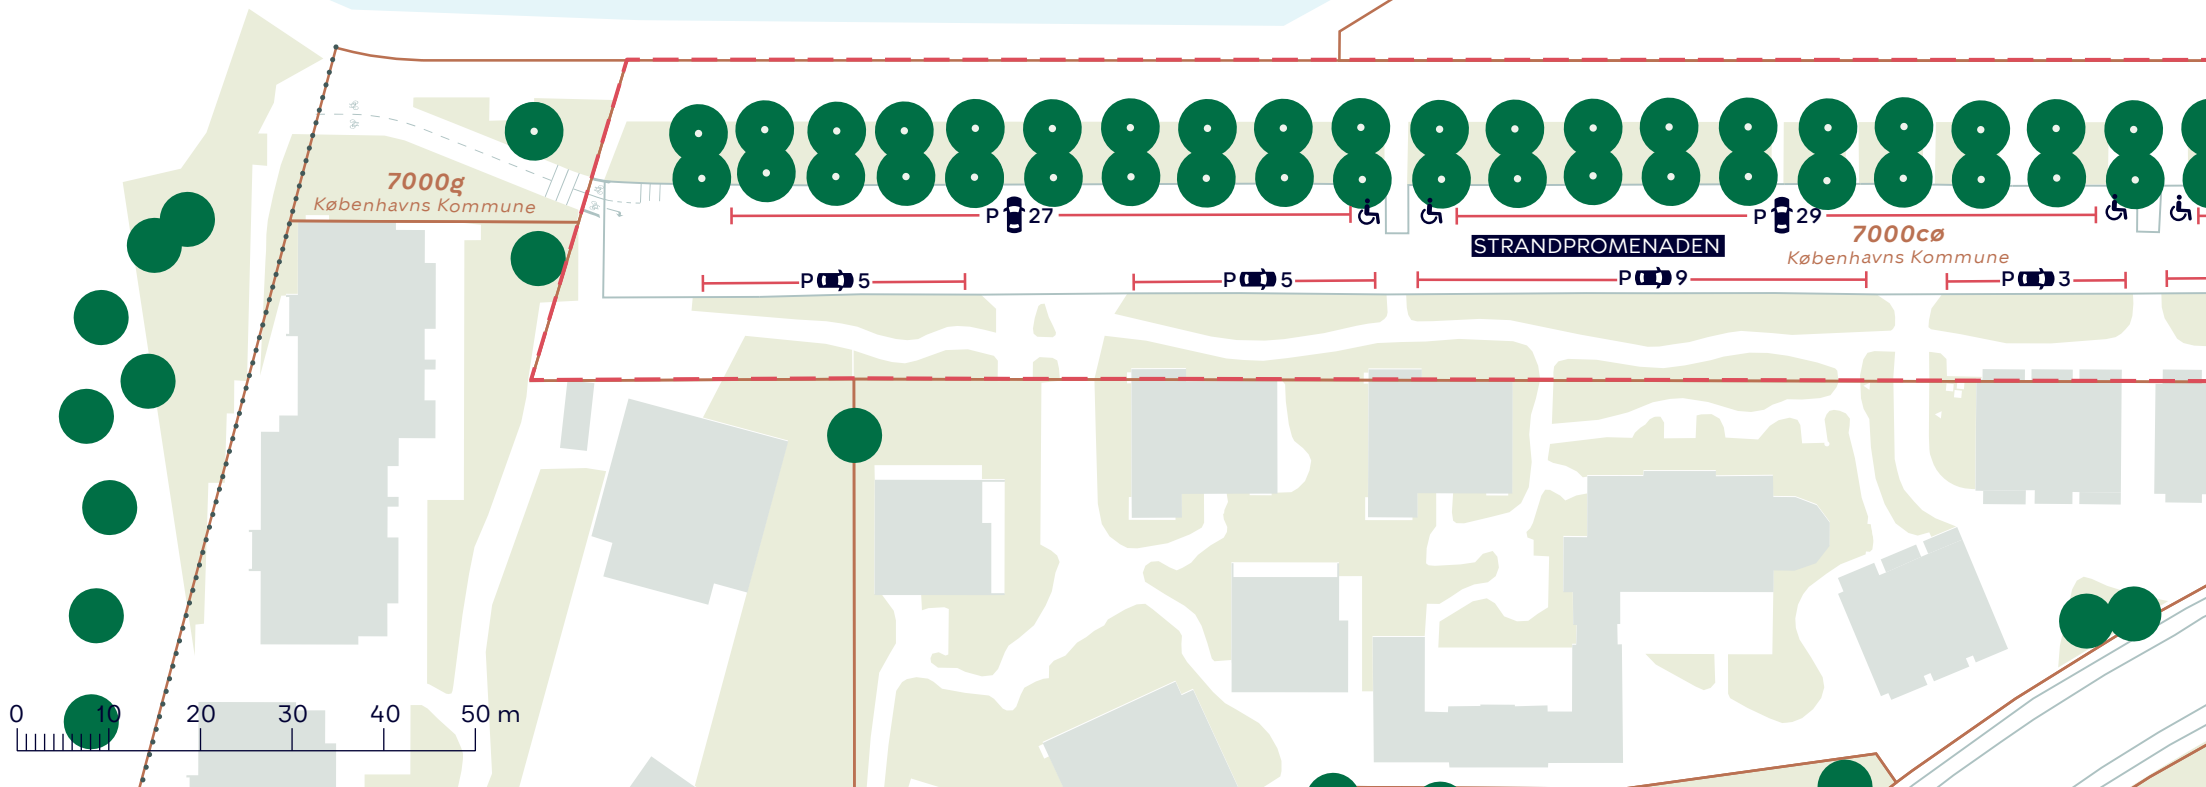 7000g
Københavns Kommune
P 27
P 29
STRANDPROMENADEN
7000cø
Københavns Kommune
P 5
P 5
P 9
P 3
0 10 20 30 40 50 m